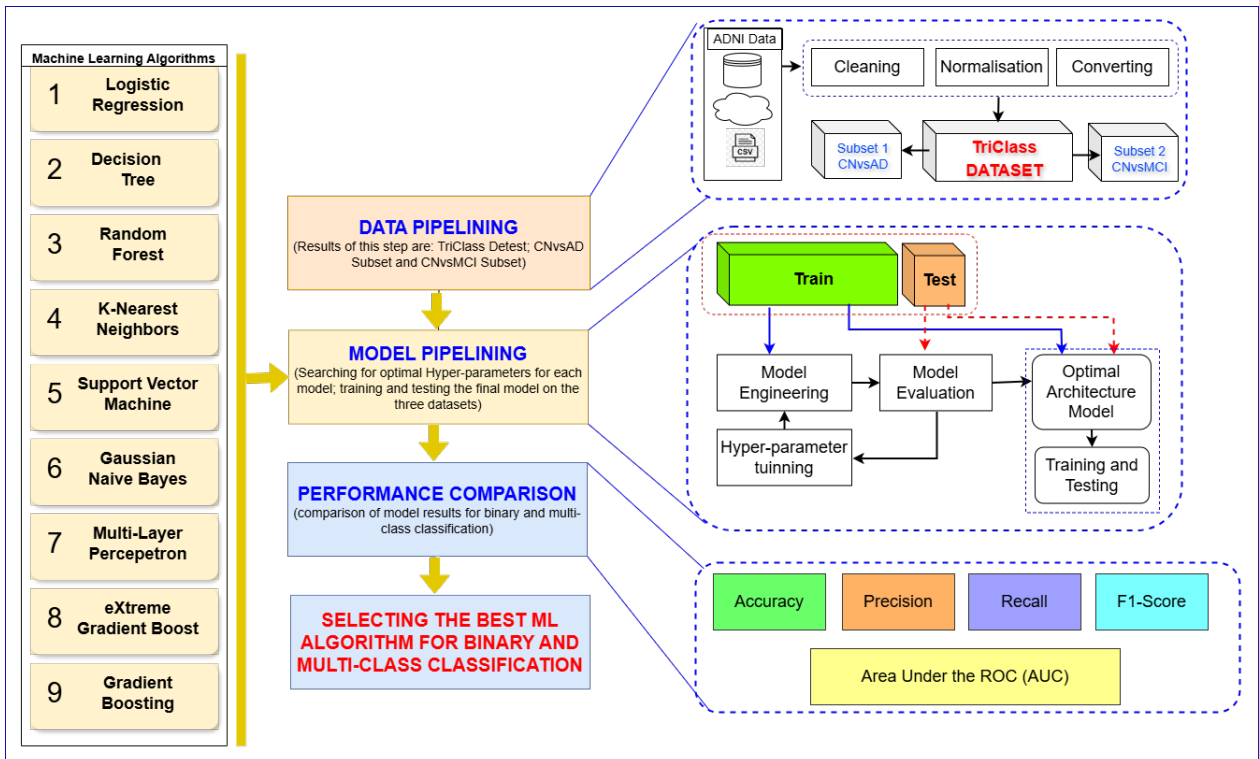 Machine Learning Algorithms
1
Logistic
Regression
2
Decision
Tree
3
Random
Forest
4
K-Nearest
Neighbors
5
Support Vector
Machine
6
Gaussian
Naive Bayes
7
Multi-Layer
Percepetron
8
eXtreme
Gradient Boost
9
Gradient
Boosting
DATA PIPELINING
(Results of this step are: TriClass Detest; CNvsAD
Subset and CNvsMCI Subset)
MODEL PIPELINING
(Searching for optimal Hyper-parameters for each
model; training and testing the final model on the
three datasets)
PERFORMANCE COMPARISON
(comparison of model results for binary and multi-
class classification)
SELECTING THE BEST ML
ALGORITHM FOR BINARY AND
MULTI-CLASS CLASSIFICATION
ADNI Data
CSV
Cleaning
Normalisation
Converting
Subset 1
CNvsAD
TriClass
DATASET
Subset 2
CNvsMCI
Train
Test
Model
Engineering
Model
Evaluation
Optimal
Architecture
Model
Hyper-parameter
tuinning
Training and
Testing
Accuracy
Precision
Recall
F1-Score
Area Under the ROC (AUC)